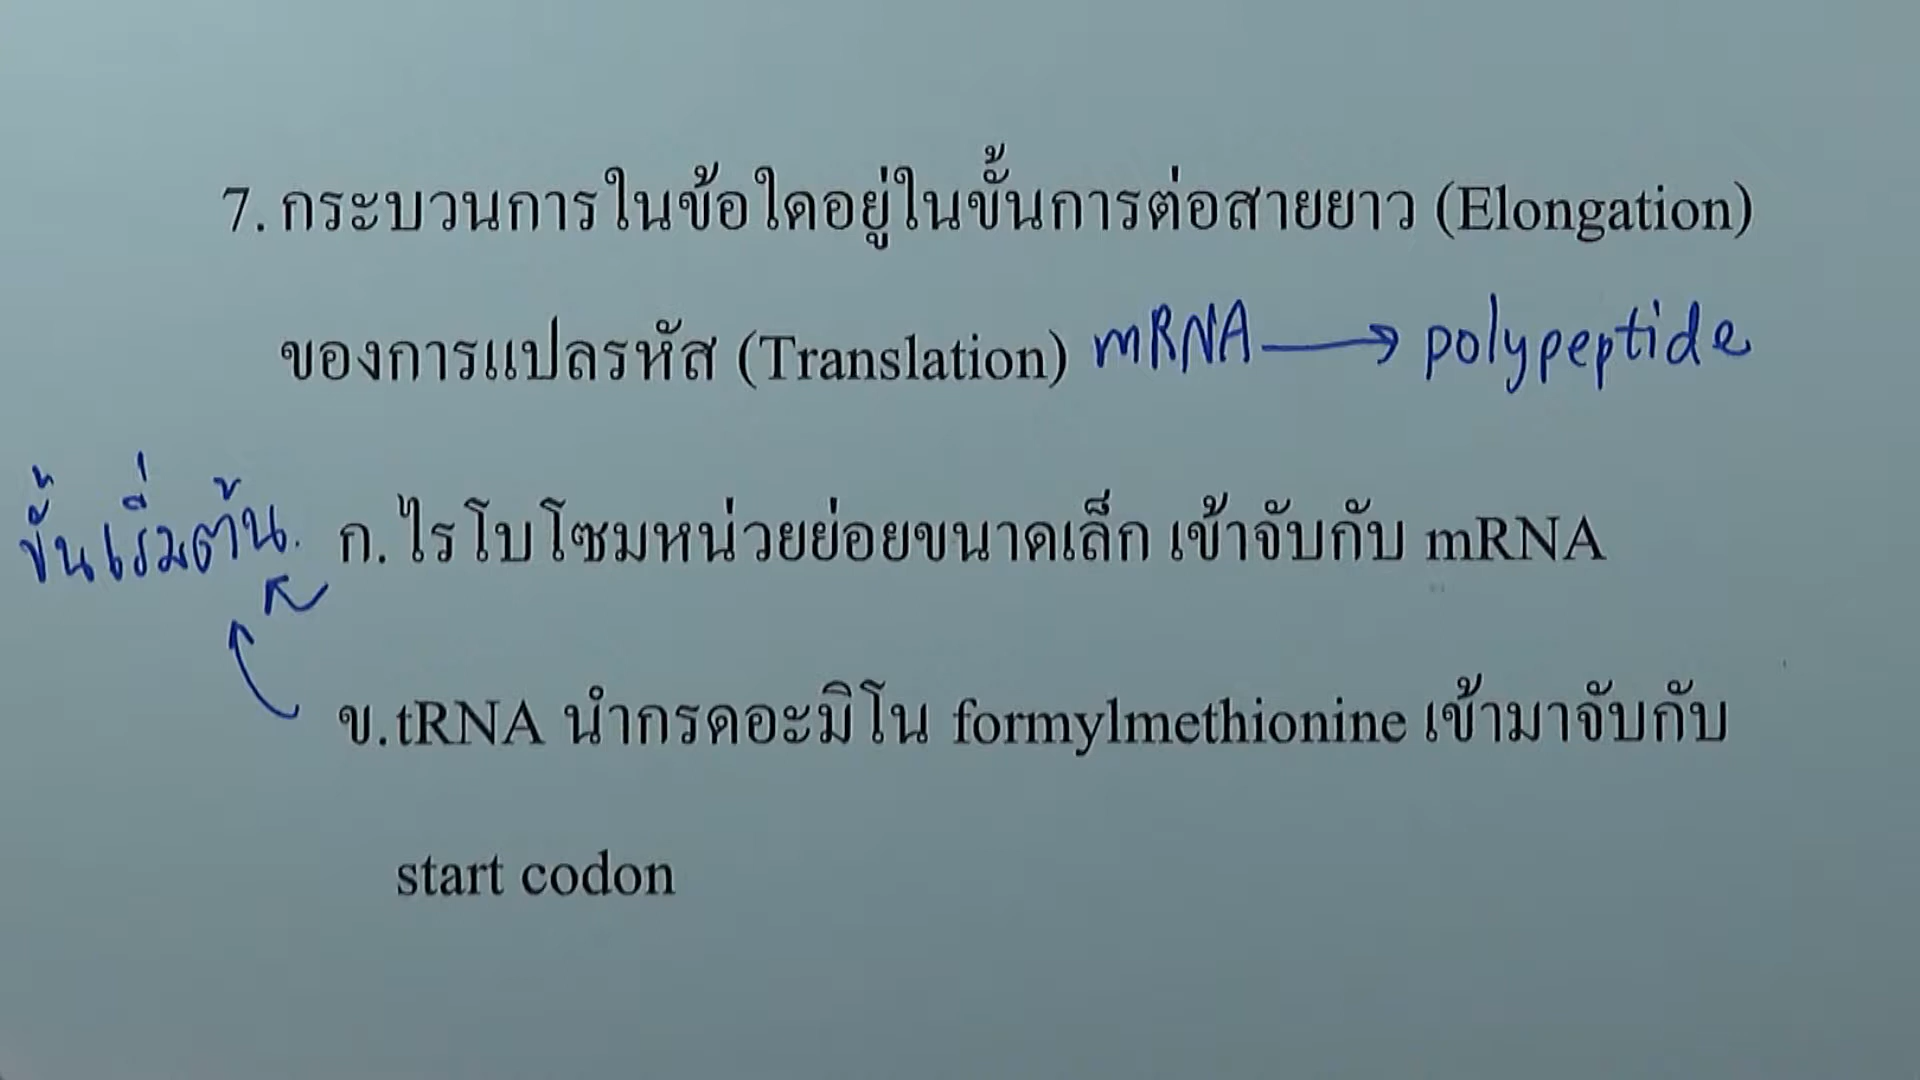 7. กระบวนการในข้อใดอยู่ในขั้นการต่อสายยาว (Elongation)
ของการแปลรหัส (Translation) mRNA → polypeptide
ขั้นเริ่มต้น. ก. ไรโบโซมหน่วยย่อยขนาดเล็ก เข้าจับกับ mRNA
ข. tRNA นำกรดอะมิโน formylmethionine เข้ามาจับกับ
start codon